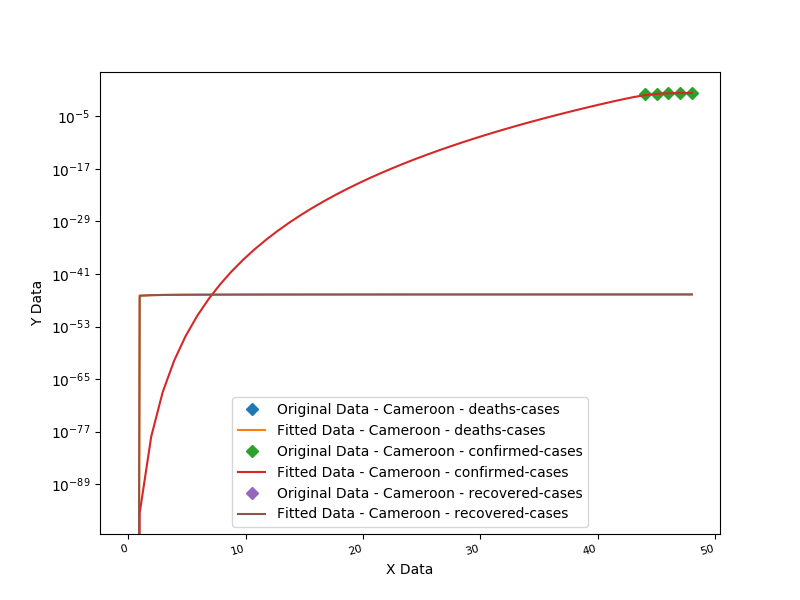 10^{-5}
10^{-17}
10^{-29}
10^{-41}
10^{-53}
10^{-65}
10^{-77}
10^{-89}
Y Data
Original Data - Cameroon - deaths-cases
Fitted Data - Cameroon - deaths-cases
Original Data - Cameroon - confirmed-cases
Fitted Data - Cameroon - confirmed-cases
Original Data - Cameroon - recovered-cases
Fitted Data - Cameroon - recovered-cases
0 10 20 30 40 50
X Data